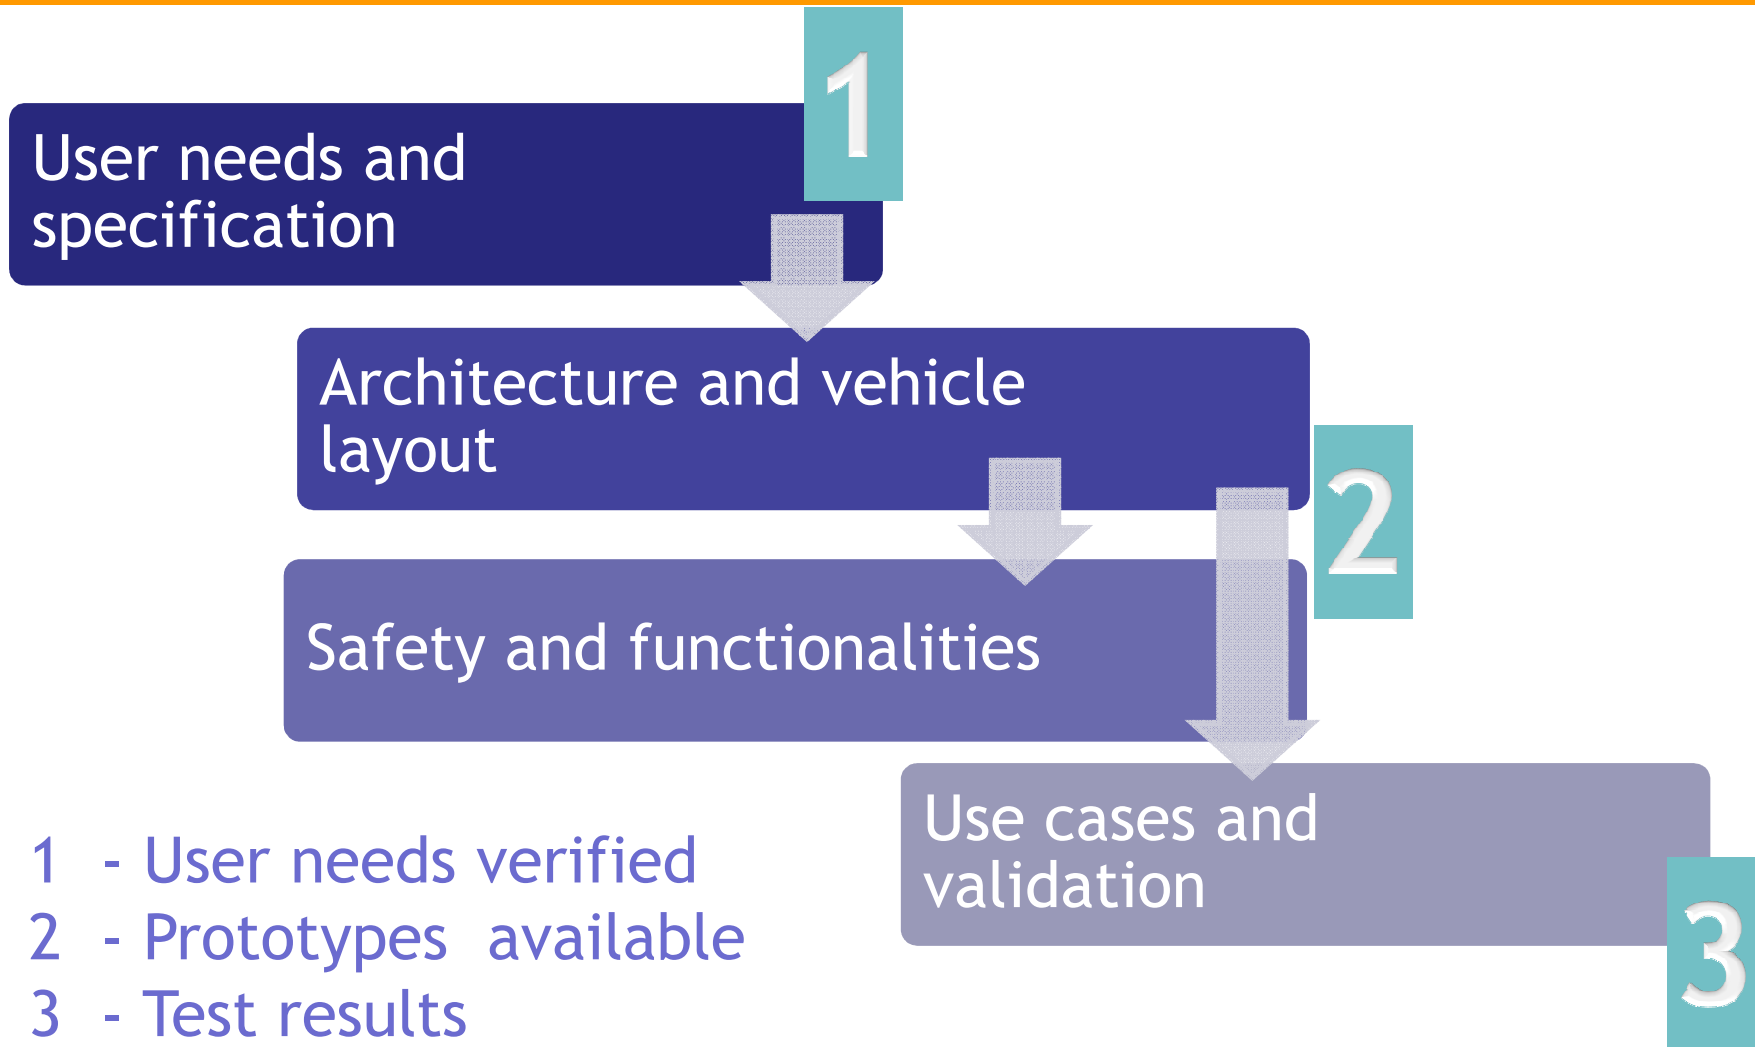 1
User needs and
specification
Architecture and vehicle
layout
2
Safety and functionalities
Use cases and
validation
3
1 - User needs verified
2 - Prototypes available
3 - Test results